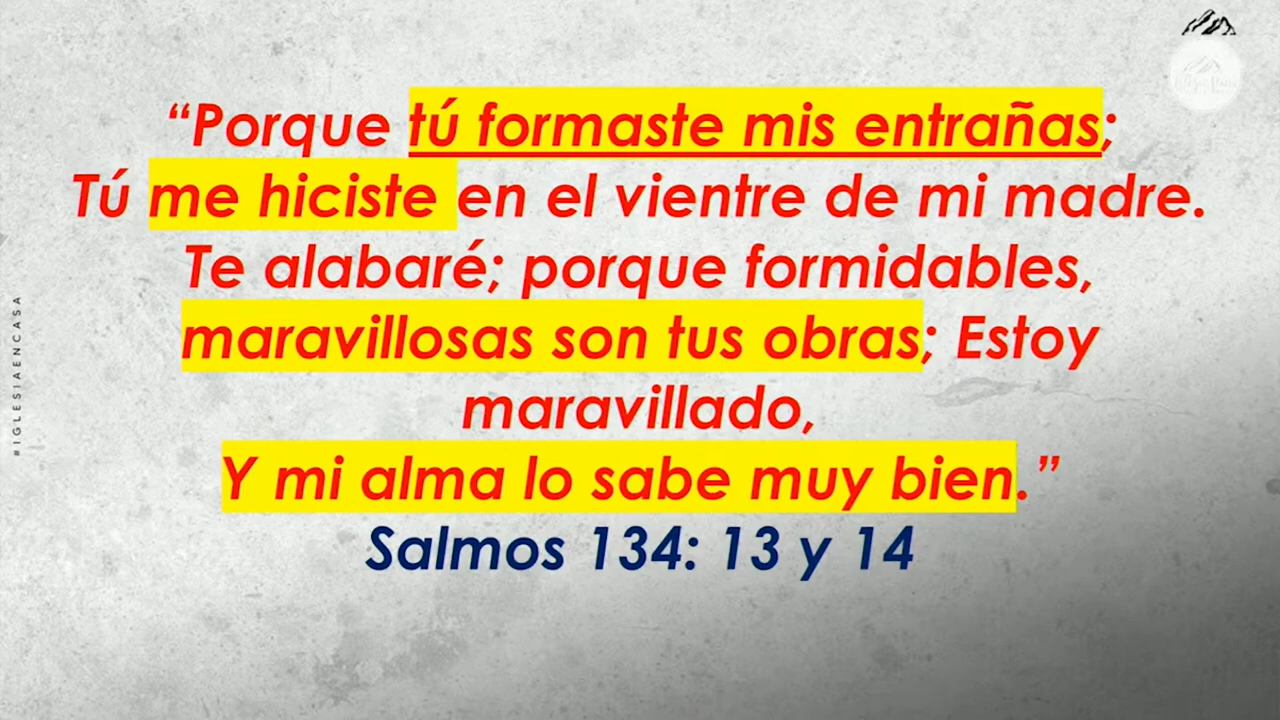 “Porque tú formaste mis entrañas;
Tú me hiciste en el vientre de mi madre.
Te alabaré; porque formidables,
maravillosas son tus obras; Estoy
maravillado,
Y mi alma lo sabe muy bien.”
Salmos 134: 13 y 14
#IGLESIAENCASA